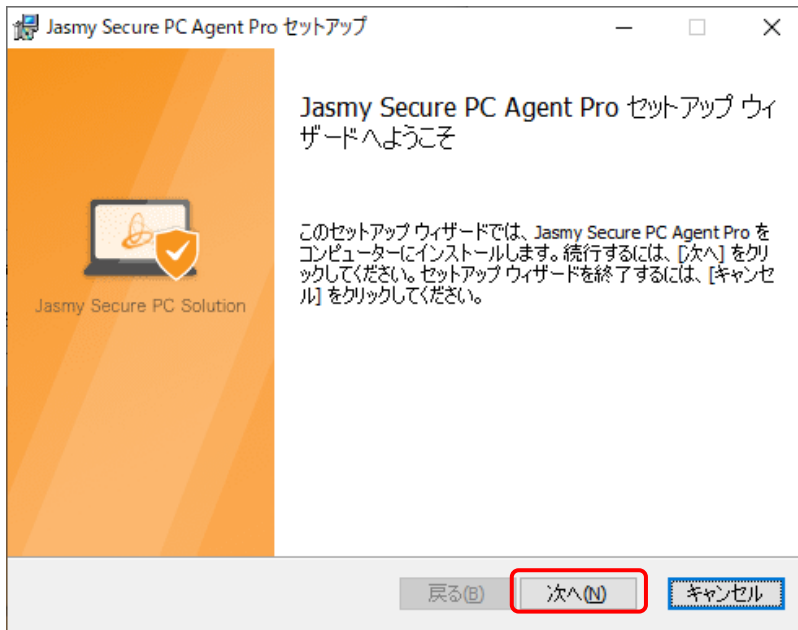 Jasmy Secure PC Agent Pro セットアップ
Jasmy Secure PC Agent Pro セットアップ ウィ
ザードへようこそ
このセットアップ ウィザードでは、Jasmy Secure PC Agent Pro を
コンピューターにインストールします。続行するには、[次へ] をクリ
ックしてください。セットアップ ウィザードを終了するには、[キャンセ
ル] をクリックしてください。
Jasmy Secure PC Solution
戻る(B)
次へ(N)
キャンセル